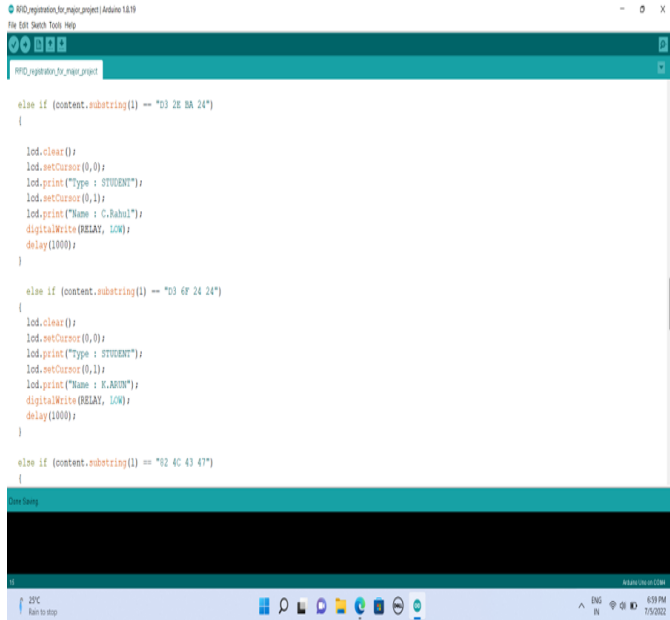 RFID_registration_for_major_project | Arduino 1.8.19
File Edit Sketch Tools Help
RFID_registration_for_major_project
else if (content.substring(1) == "D3 2E BA 24")
{
lcd.clear();
lcd.setCursor(0,0);
lcd.print("Type : STUDENT");
lcd.setCursor(0,1);
lcd.print("Name : C.Rahul");
digitalWrite(RELAY, LOW);
delay(1000);
}
else if (content.substring(1) == "D3 6F 24 24")
{
lcd.clear();
lcd.setCursor(0,0);
lcd.print("Type : STUDENT");
lcd.setCursor(0,1);
lcd.print("Name : K.ARUN");
digitalWrite(RELAY, LOW);
delay(1000);
}
else if (content.substring(1) == "82 4C 43 47")
{
Done Saving.
15
Arduino Uno on COM4
25°C
Rain to stop
ENG
IN
6:59 PM
7/5/2022